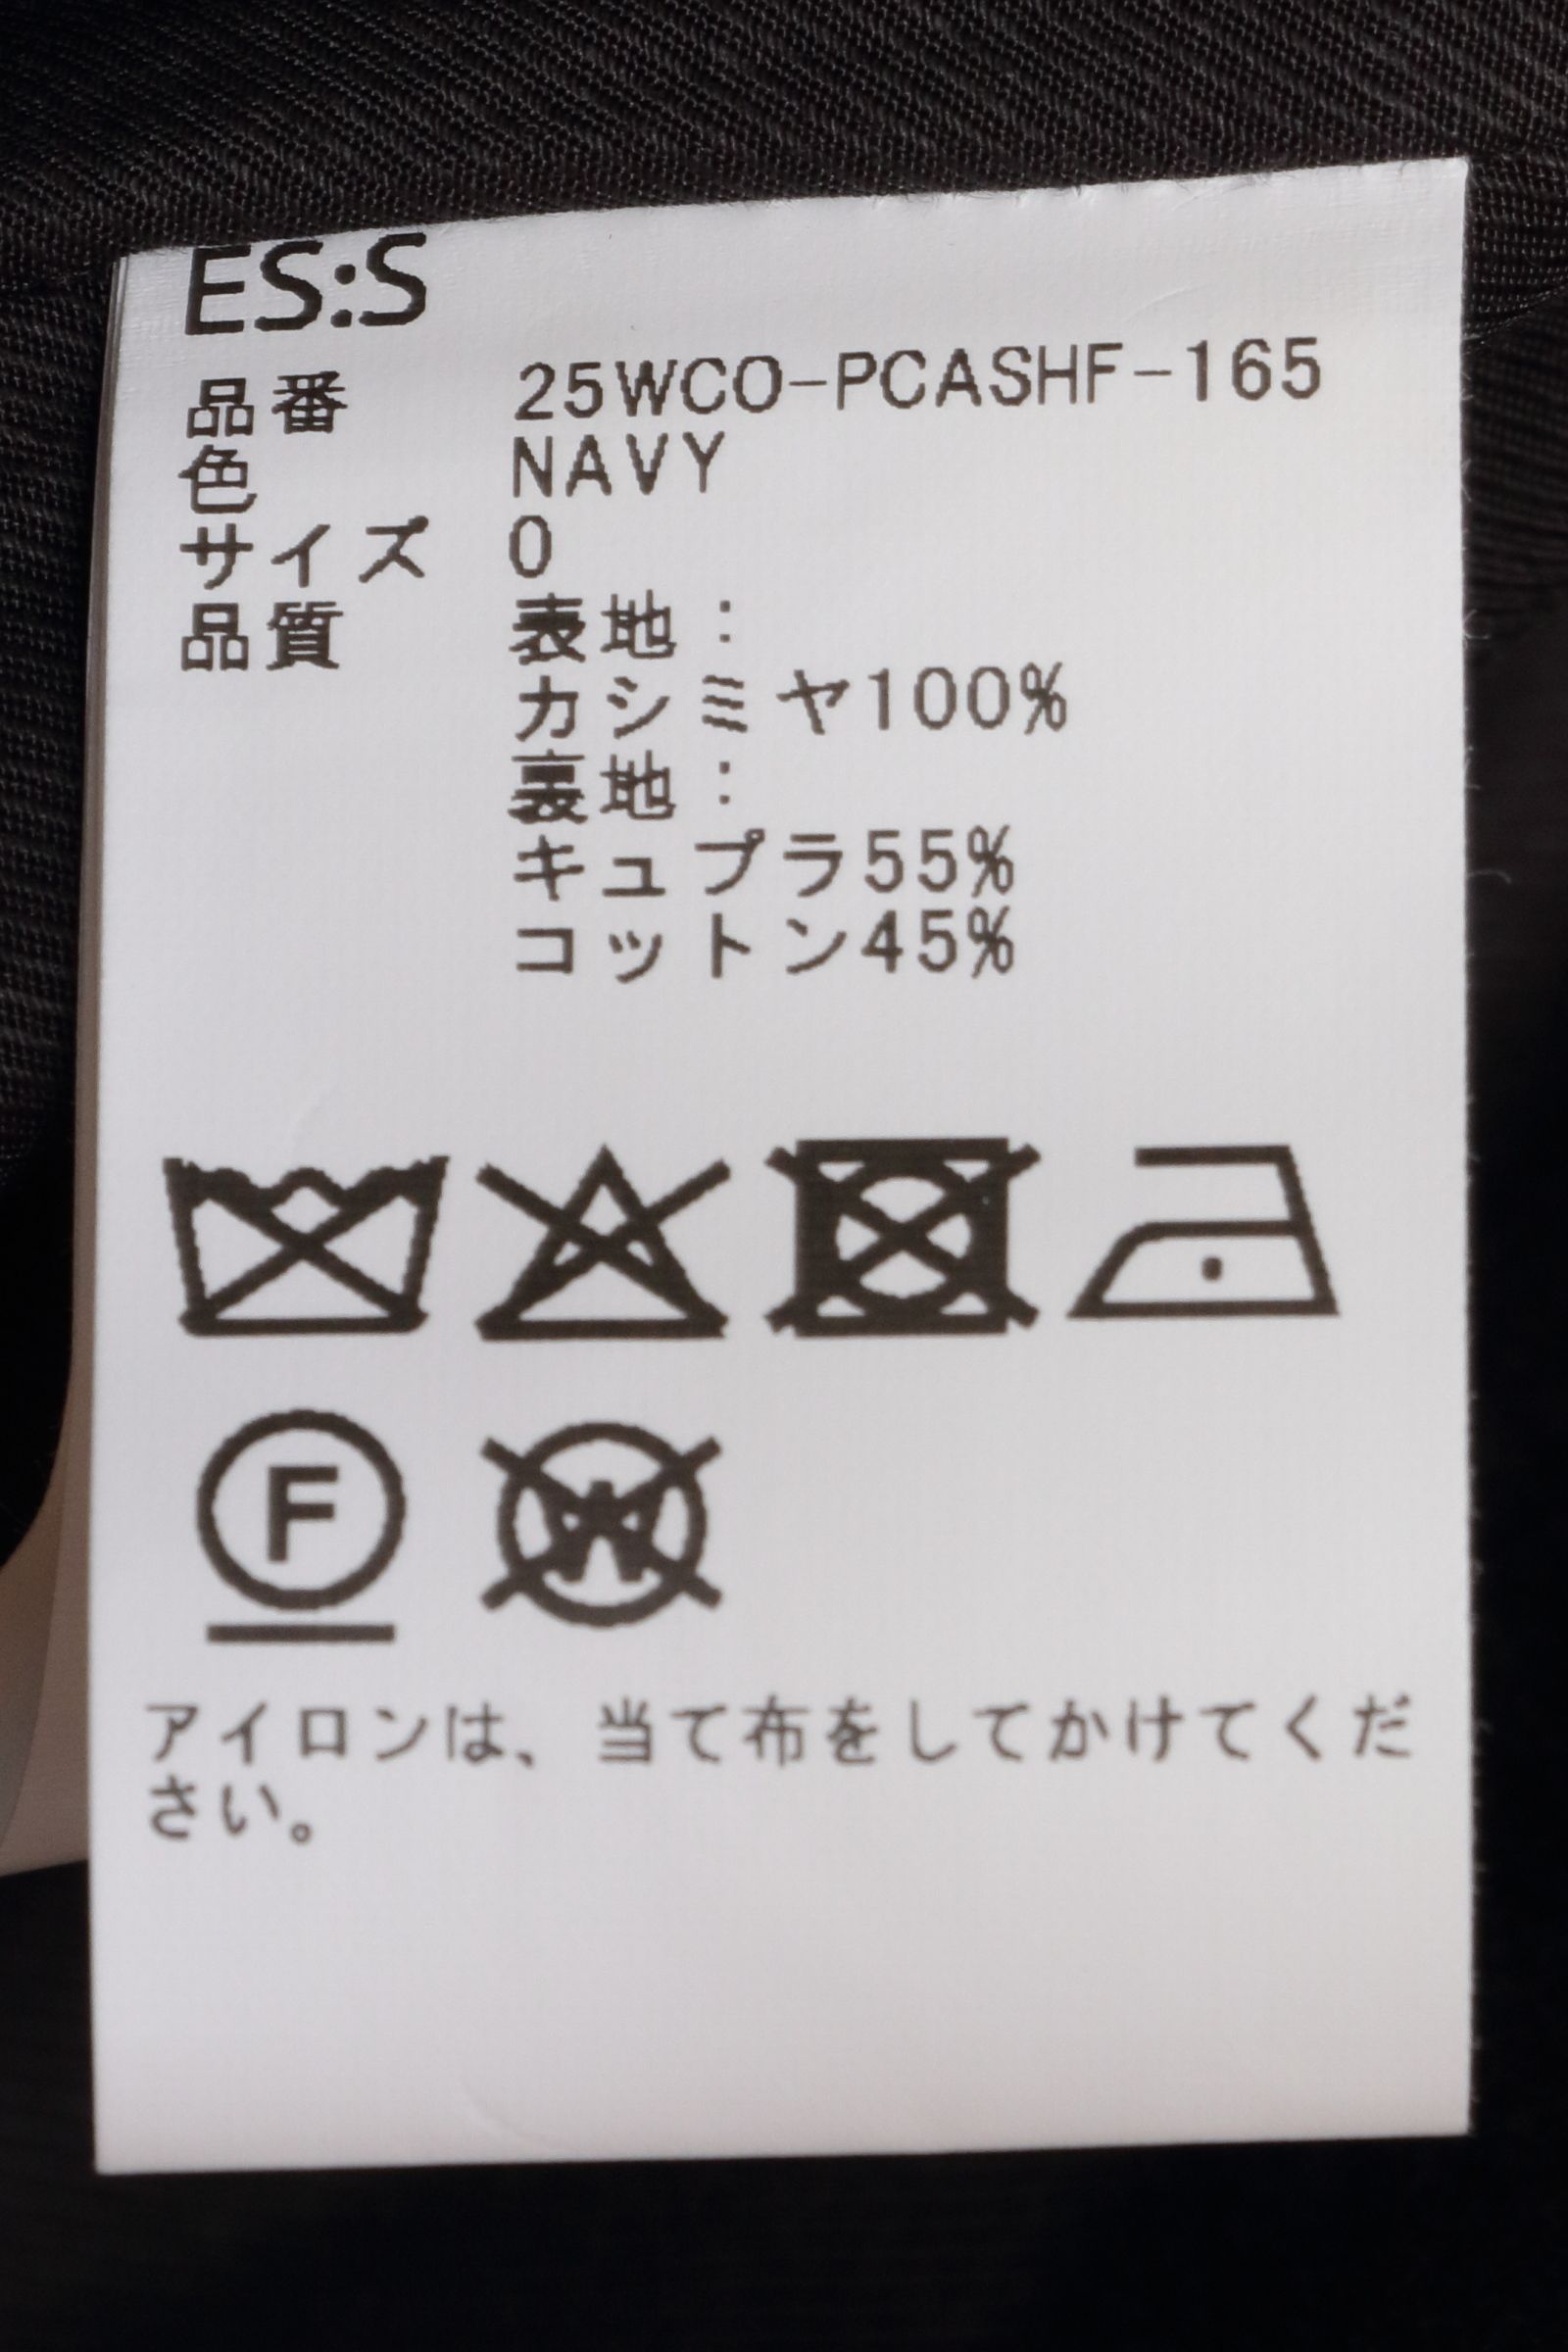 ES:S
品番 25WCO-PCASHF-165
色 NAVY
サイズ 0
品質 表地:
カシミヤ100%
裏地:
キュプラ55%
コットン45%
F W
アイロンは、当て布をしてかけてくだ
さい。